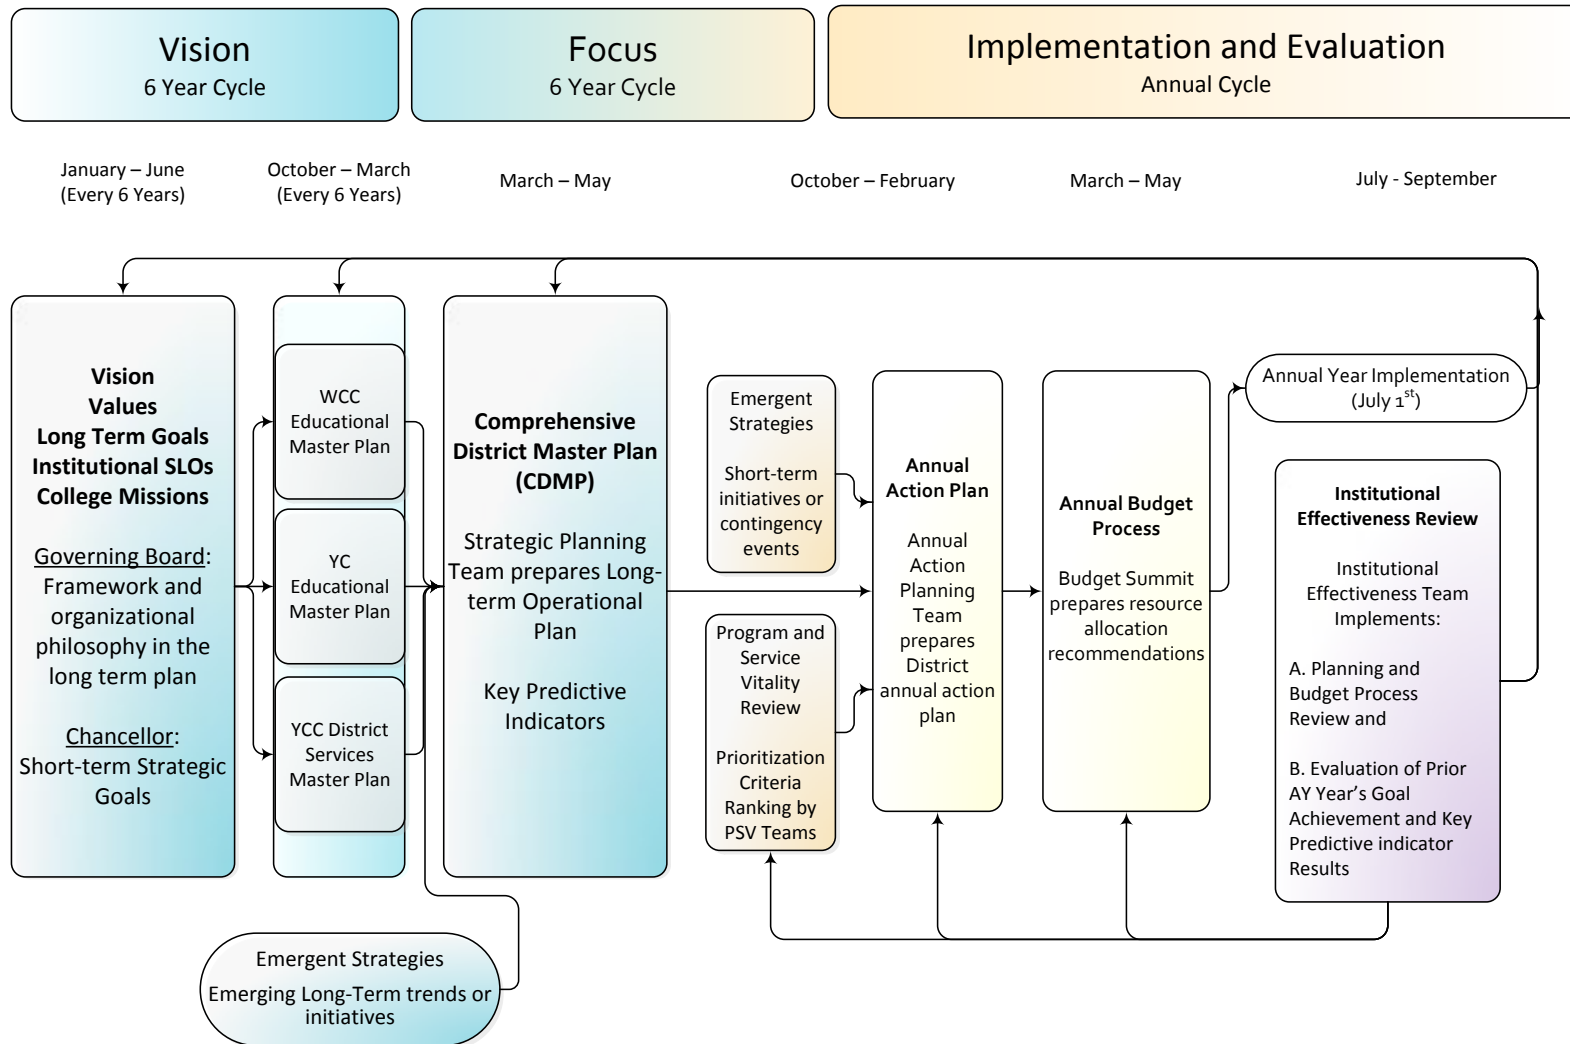 Vision
6 Year Cycle
Focus
6 Year Cycle
Implementation and Evaluation
Annual Cycle
January – June
(Every 6 Years)
October – March
(Every 6 Years)
March – May
October – February
March – May
July - September
Vision
Values
Long Term Goals
Institutional SLOs
College Missions
Governing Board:
Framework and
organizational
philosophy in the
long term plan
Chancellor:
Short-term Strategic
Goals
WCC
Educational
Master Plan
YC
Educational
Master Plan
YCC District
Services
Master Plan
Emergent Strategies
Emerging Long-Term trends or
initiatives
Comprehensive
District Master Plan
(CDMP)
Strategic Planning
Team prepares Long-
term Operational
Plan
Key Predictive
Indicators
Emergent
Strategies
Short-term
initiatives or
contingency
events
Program and
Service
Vitality
Review
Prioritization
Criteria
Ranking by
PSV Teams
Annual
Action Plan
Annual
Action
Planning
Team
prepares
District
annual action
plan
Annual Budget
Process
Budget Summit
prepares resource
allocation
recommendations
Annual Year Implementation
(July 1st)
Institutional
Effectiveness Review
Institutional
Effectiveness Team
Implements:
A. Planning and
Budget Process
Review and
B. Evaluation of Prior
AY Year's Goal
Achievement and Key
Predictive indicator
Results